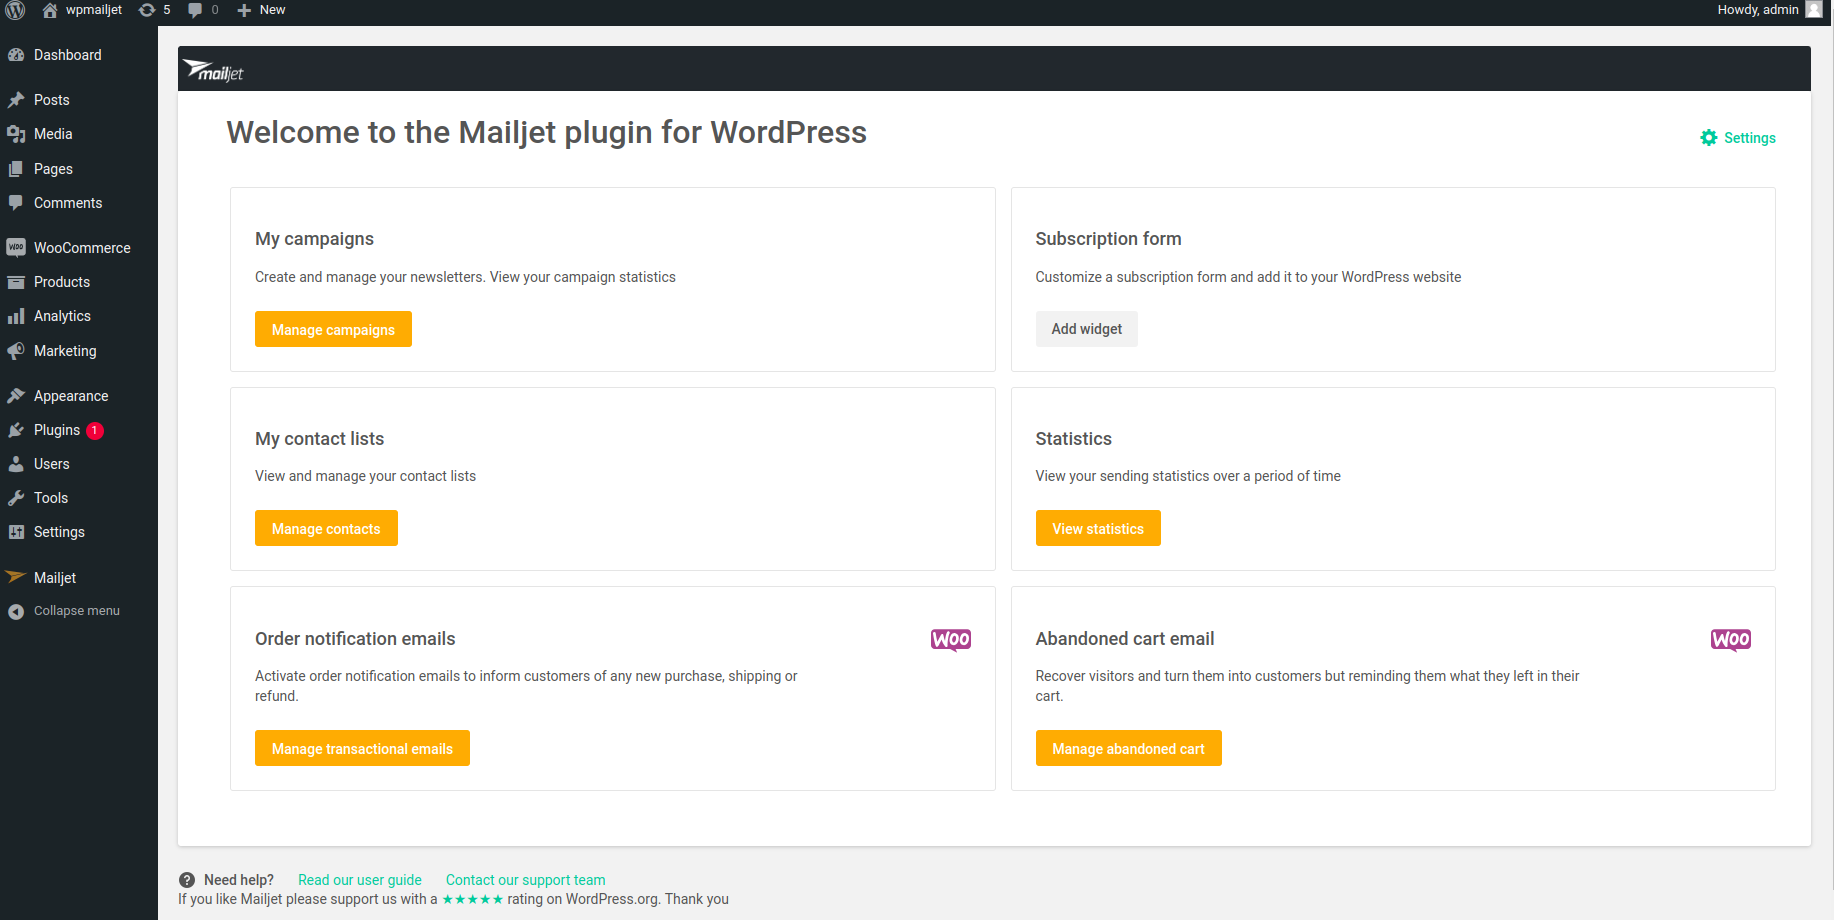 wpmailjet 5 0 New Howdy, admin
Dashboard
Posts
Media
Pages
Comments
WooCommerce
Products
Analytics
Marketing
Appearance
Plugins 1
Users
Tools
Settings
Mailjet
Collapse menu
mailjet
Welcome to the Mailjet plugin for WordPress
Settings
My campaigns
Create and manage your newsletters. View your campaign statistics
Manage campaigns
Subscription form
Customize a subscription form and add it to your WordPress website
Add widget
My contact lists
View and manage your contact lists
Manage contacts
Statistics
View your sending statistics over a period of time
View statistics
Order notification emails
WOO
Activate order notification emails to inform customers of any new purchase, shipping or
refund.
Manage transactional emails
Abandoned cart email
WOO
Recover visitors and turn them into customers but reminding them what they left in their
cart.
Manage abandoned cart
Need help? Read our user guide Contact our support team
If you like Mailjet please support us with a ★★★★★ rating on WordPress.org. Thank you